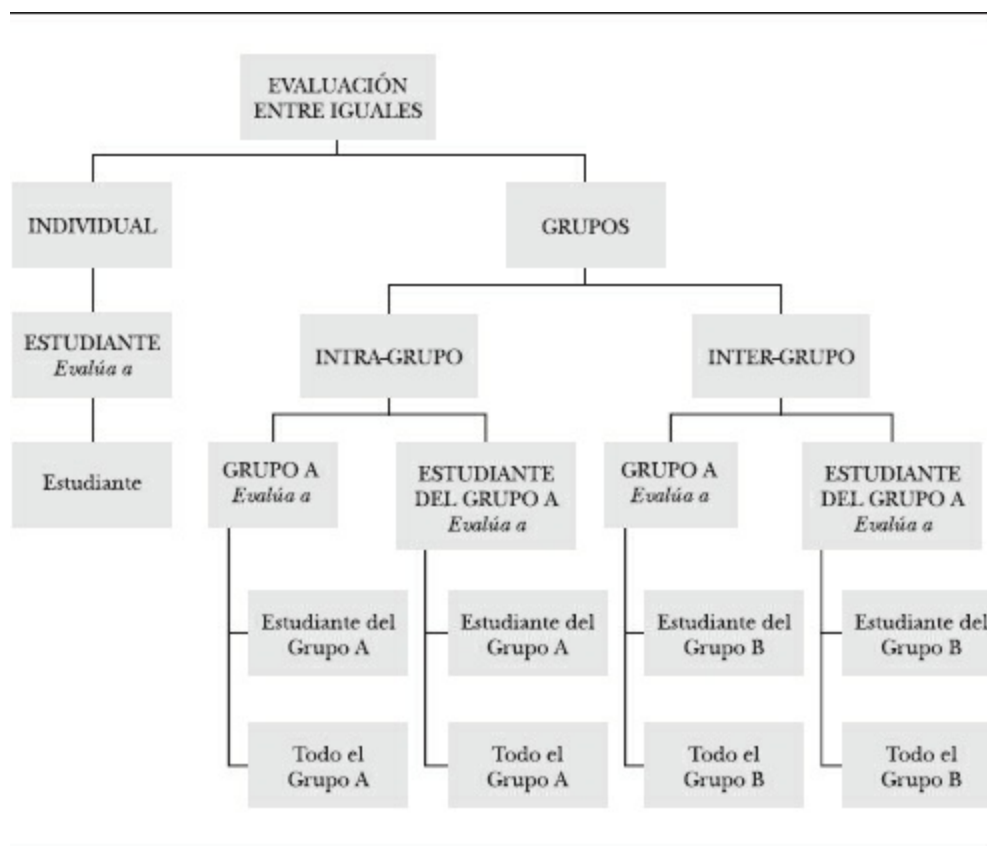 EVALUACIÓN
ENTRE IGUALES
INDIVIDUAL
GRUPOS
ESTUDIANTE
Evalúa a
INTRA-GRUPO
INTER-GRUPO
Estudiante
GRUPO A
Evalúa a
ESTUDIANTE
DEL GRUPO A
Evalúa a
GRUPO A
Evalúa a
ESTUDIANTE
DEL GRUPO A
Evalúa a
Estudiante del
Grupo A
Estudiante del
Grupo A
Estudiante del
Grupo B
Estudiante del
Grupo B
Todo el
Grupo A
Todo el
Grupo A
Todo el
Grupo B
Todo el
Grupo B